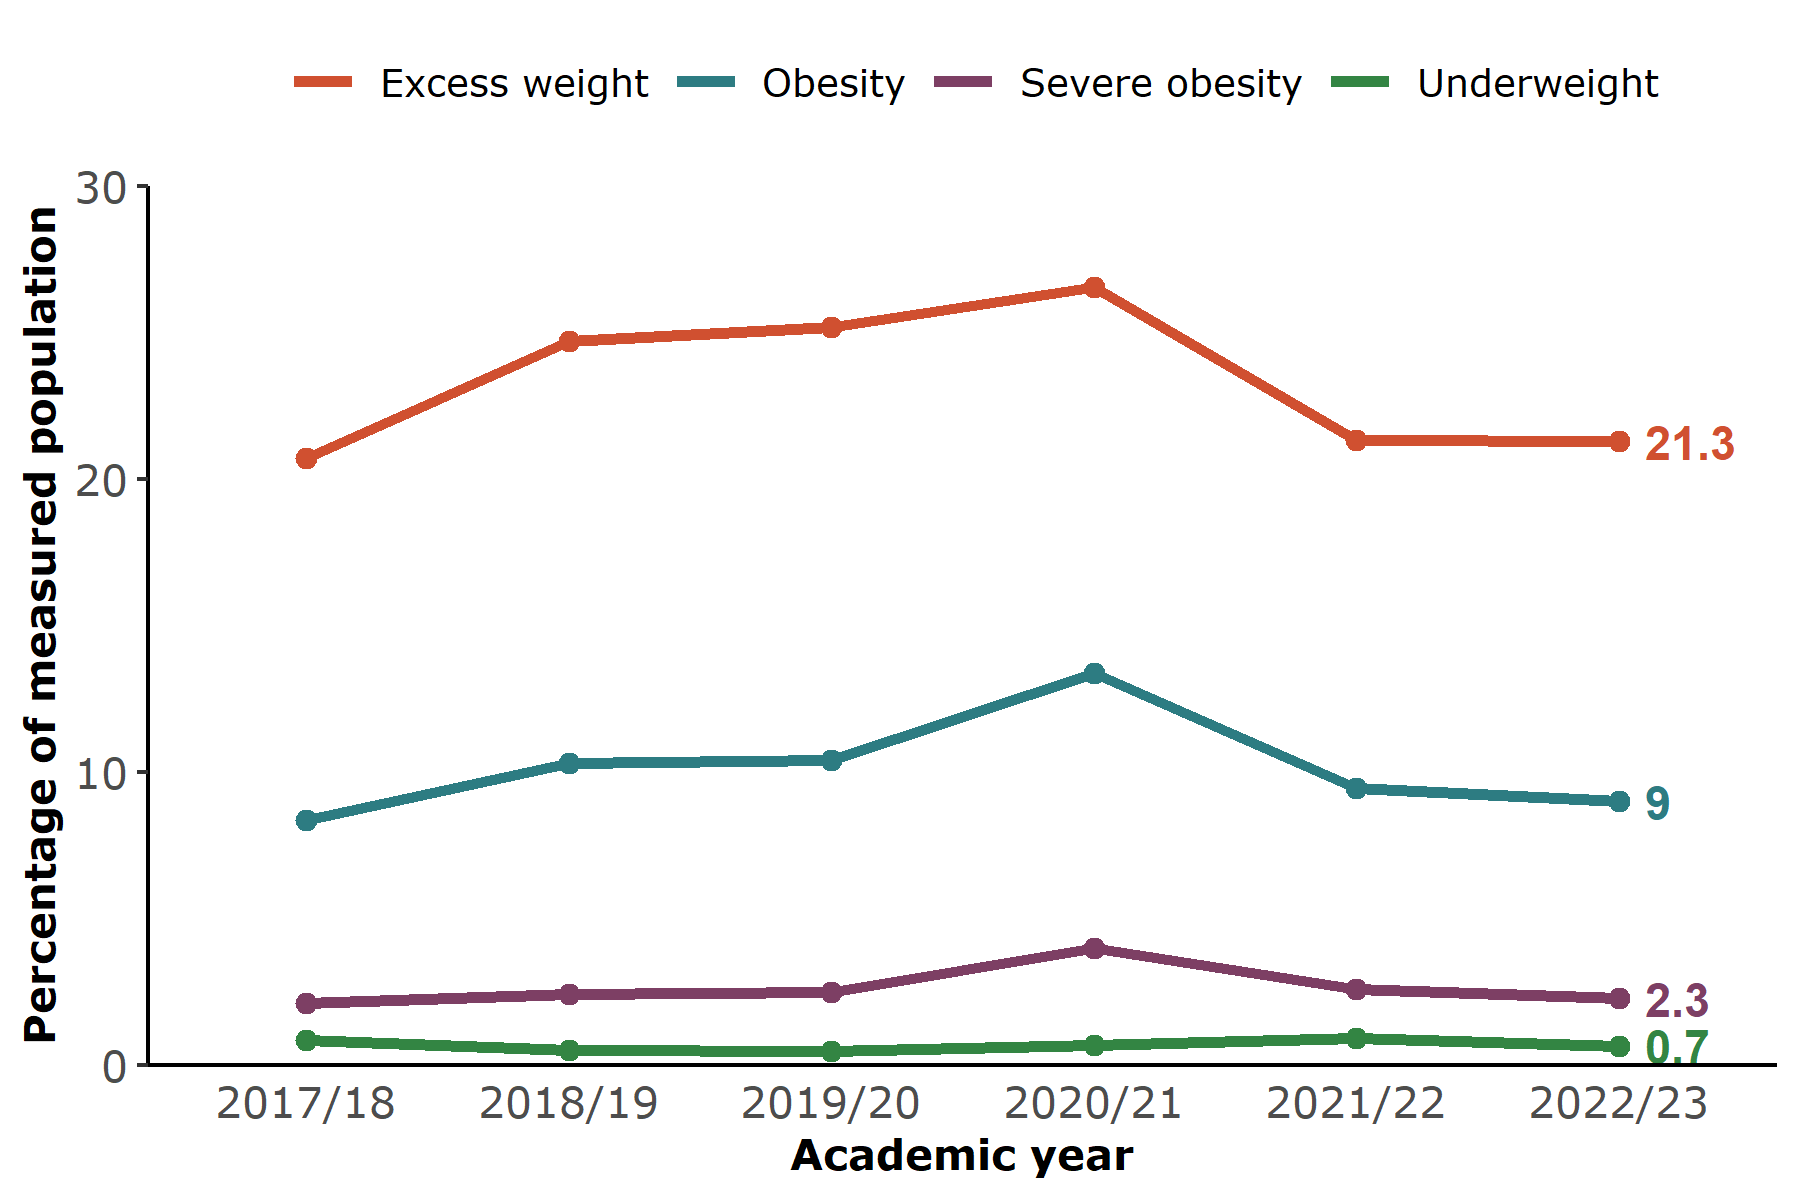 Excess weight Obesity Severe obesity Underweight
Percentage of measured population
30
20
10
0
21.3
9
2.3
0.7
2017/18 2018/19 2019/20 2020/21 2021/22 2022/23
Academic year